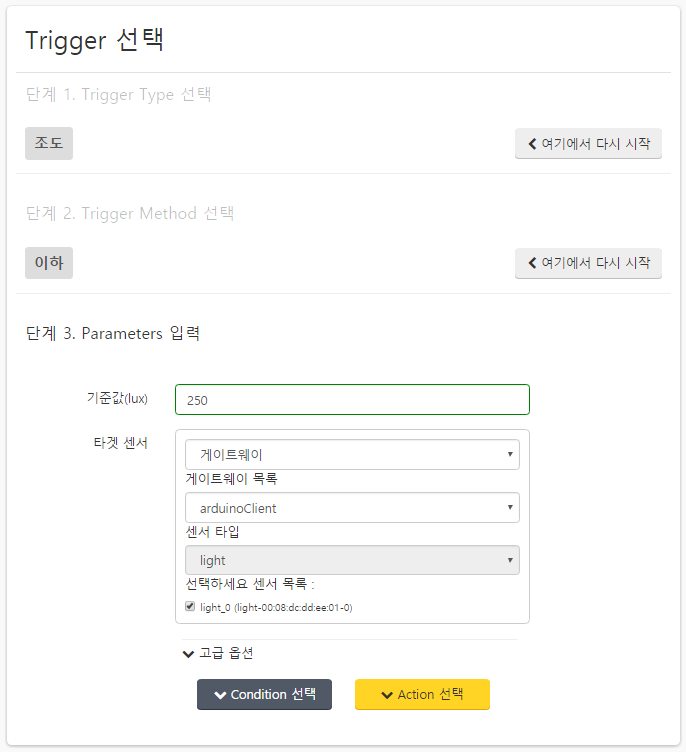 Trigger 선택
단계 1. Trigger Type 선택
조도
여기에서 다시 시작
단계 2. Trigger Method 선택
이하
여기에서 다시 시작
단계 3. Parameters 입력
기준값(lux)
250
타겟 센서
게이트웨이
게이트웨이 목록
arduinoClient
센서 타입
light
선택하세요 센서 목록 :
light_0 (light-00:08:dc:dd:ee:01-0)
고급 옵션
Condition 선택
Action 선택